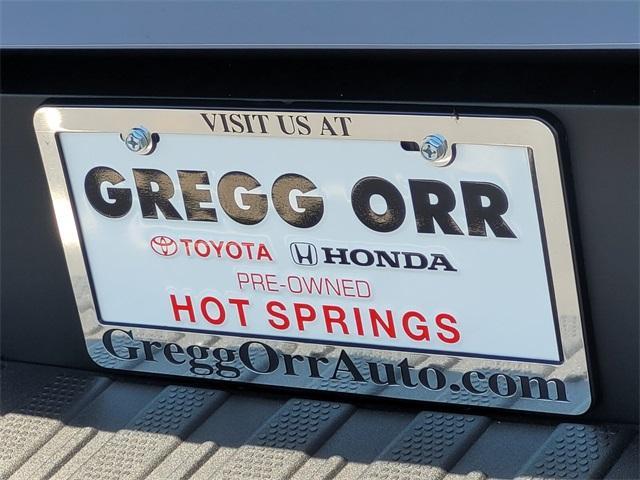 VISIT US AT
GREGG ORR
TOYOTA HONDA
PRE-OWNED
HOT SPRINGS
GreggOrrAuto.com